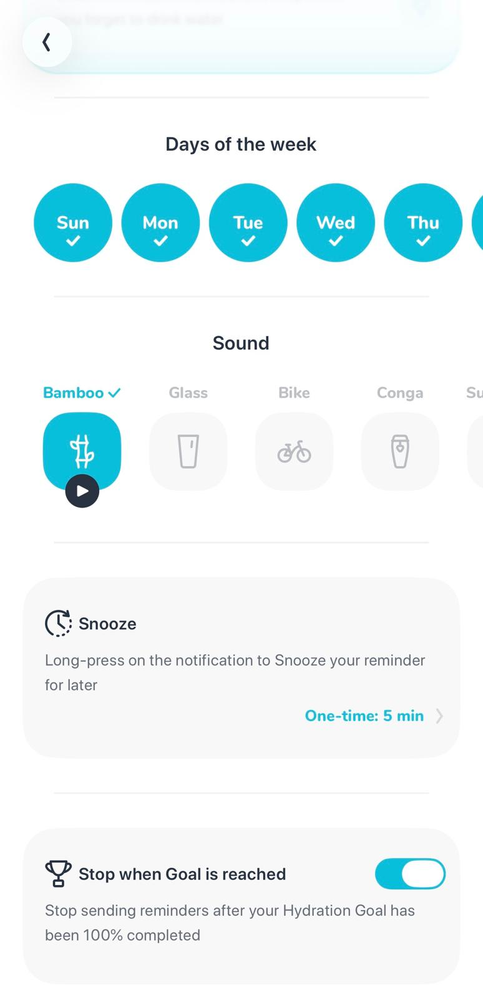 you forget to drink water
Days of the week
Sun Mon Tue Wed Thu
Sound
Bamboo Glass Bike Conga Su
Snooze
Long-press on the notification to Snooze your reminder
for later
One-time: 5 min
Stop when Goal is reached
Stop sending reminders after your Hydration Goal has
been 100% completed